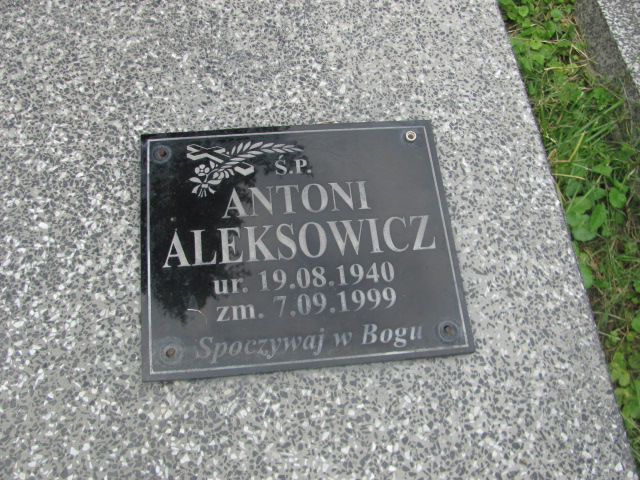 Ś.P.
ANTONI
ALEKSOWICZ
ur. 19.08.1940
zm. 7.09.1999
Spoczywaj w Bogu